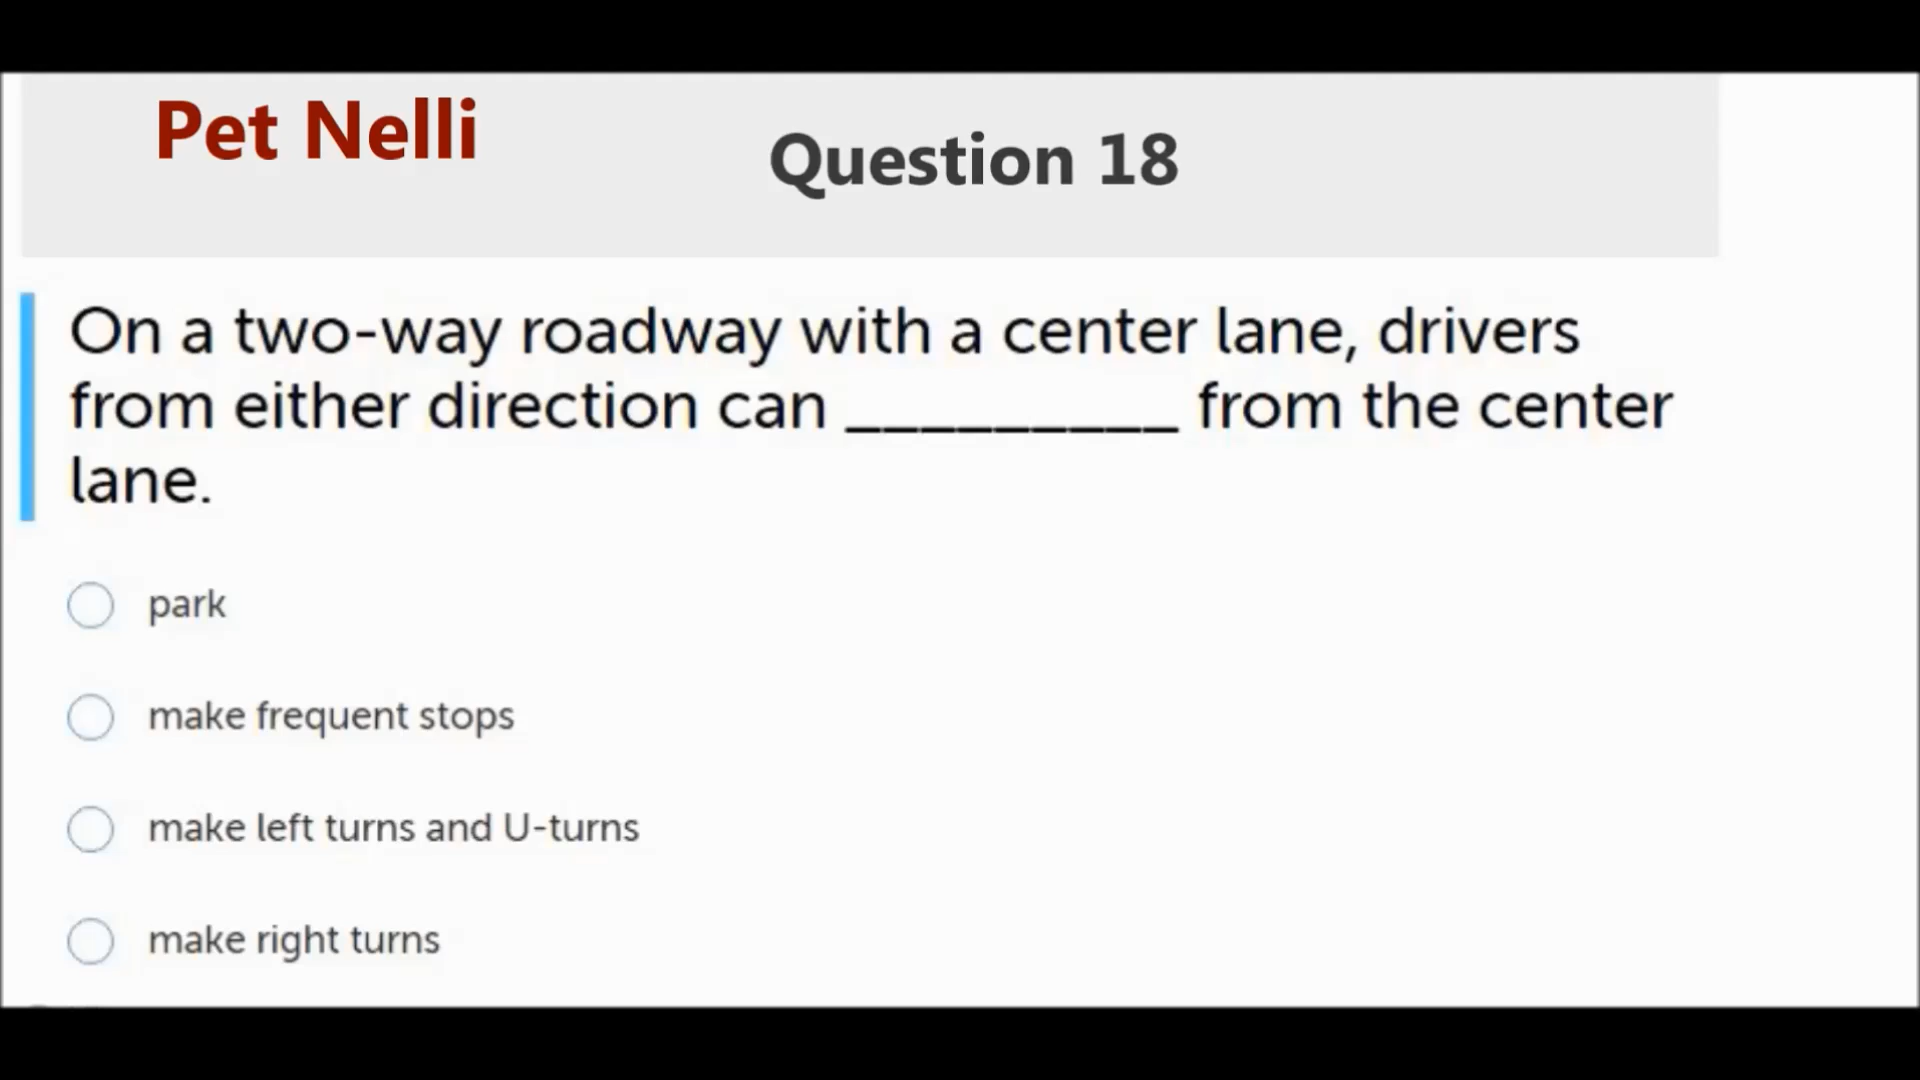 Pet Nelli
Question 18
On a two-way roadway with a center lane, drivers
from either direction can _________ from the center
lane.
park
make frequent stops
make left turns and U-turns
make right turns